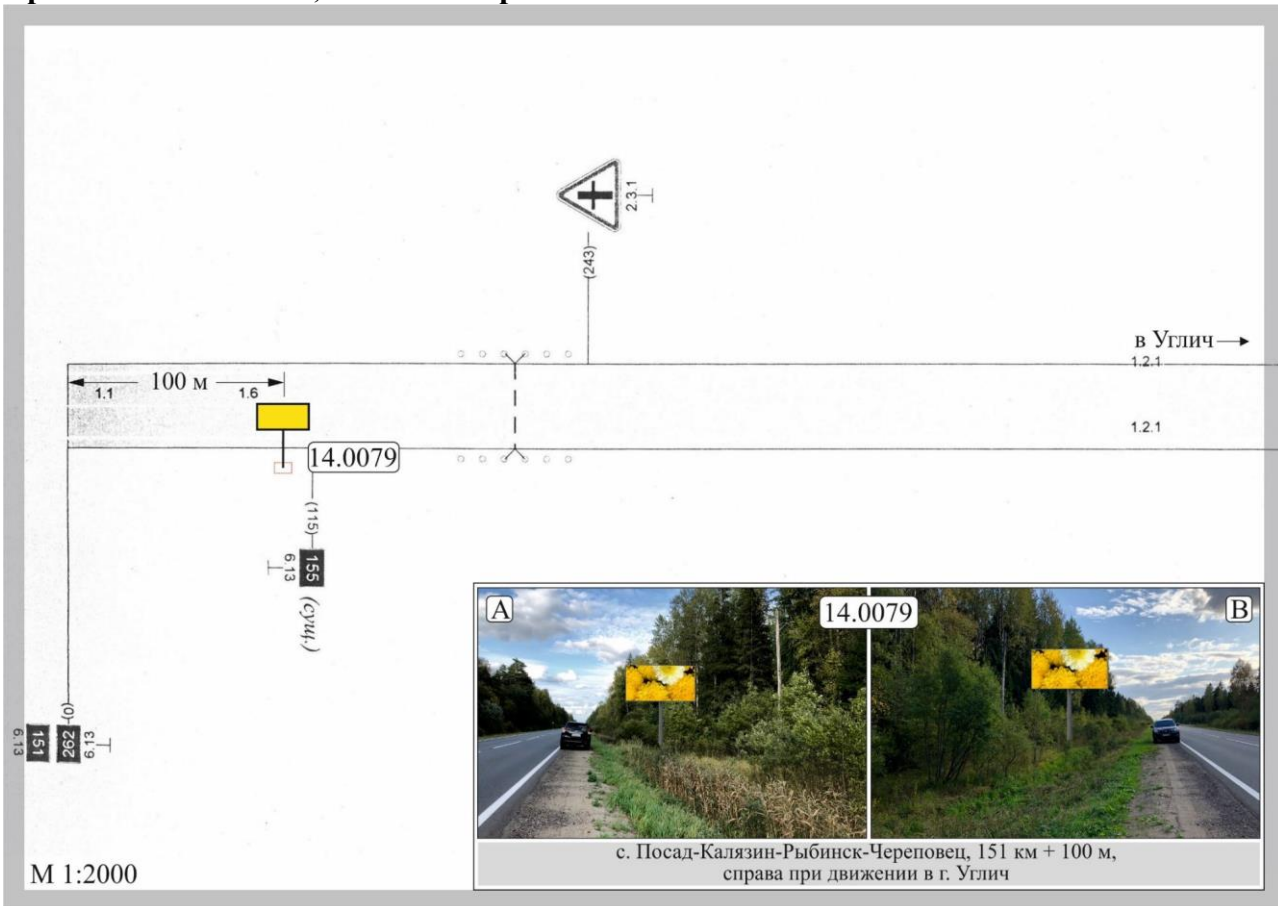 2.3.1
(243)
в Углич
1.2.1
100 м
1.1
1.6
1.2.1
14.0079
(115)
155
6.13
(сущ.)
(0)
151
6.13
262
6.13
А
14.0079
В
с. Посад-Калязин-Рыбинск-Череповец, 151 км + 100 м,
справа при движении в г. Углич
М 1:2000